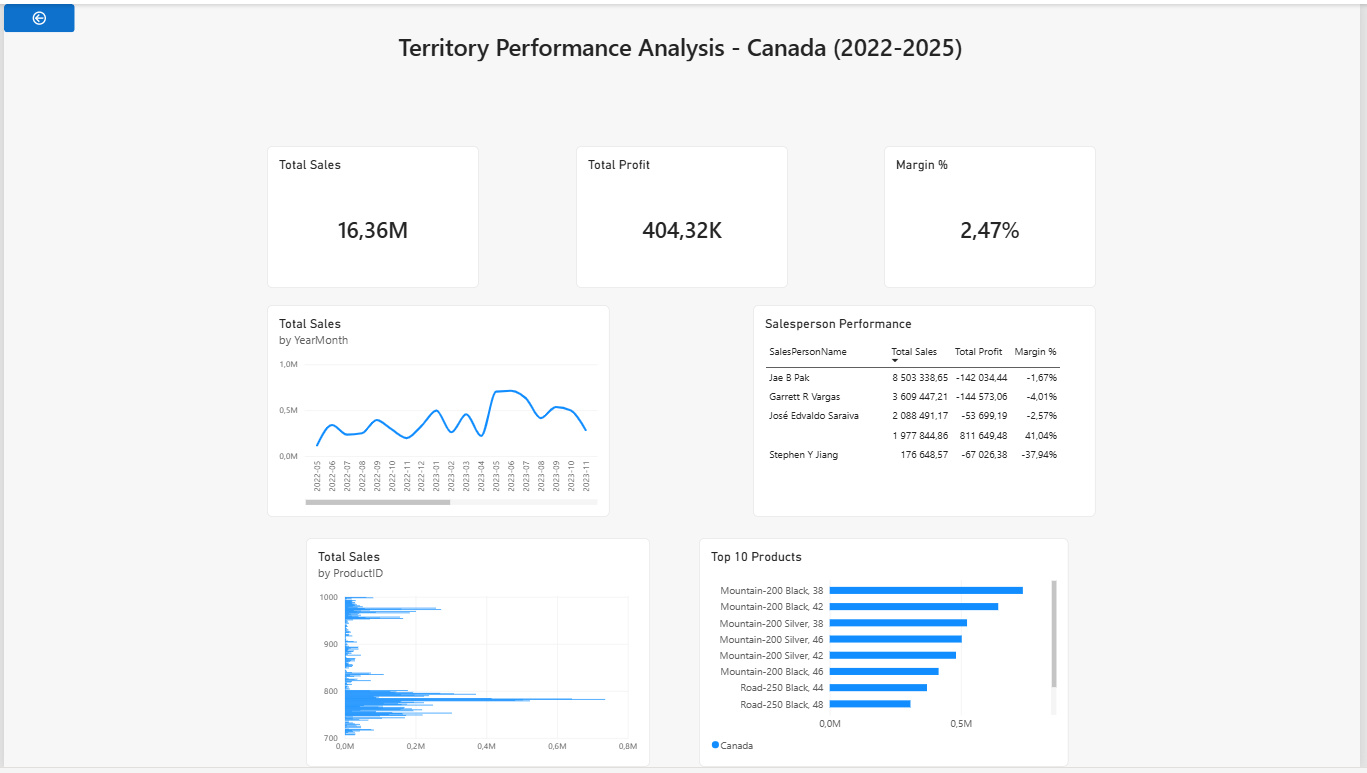 Territory Performance Analysis - Canada (2022-2025)
Total Sales
16,36M
Total Profit
404,32K
Margin %
2,47%
Total Sales
by YearMonth
1,0M
0,5M
0,0M
2022-05 2022-06 2022-07 2022-08 2022-09 2022-10 2022-11 2022-12 2023-01 2023-02 2023-03 2023-04 2023-05 2023-06 2023-07 2023-08 2023-09 2023-10 2023-11
Salesperson Performance
SalesPersonName Total Sales Total Profit Margin %
Jae B Pak 8 503 338,65 -142 034,44 -1,67%
Garrett R Vargas 3 609 447,21 -144 573,06 -4,01%
José Edvaldo Saraiva 2 088 491,17 -53 699,19 -2,57%
1 977 844,86 811 649,48 41,04%
Stephen Y Jiang 176 648,57 -67 026,38 -37,94%
Total Sales
by ProductID
1000
900
800
700
0,0M 0,2M 0,4M 0,6M 0,8M
Top 10 Products
Mountain-200 Black, 38
Mountain-200 Black, 42
Mountain-200 Silver, 38
Mountain-200 Silver, 46
Mountain-200 Silver, 42
Mountain-200 Black, 46
Road-250 Black, 44
Road-250 Black, 48
0,0M 0,5M
Canada